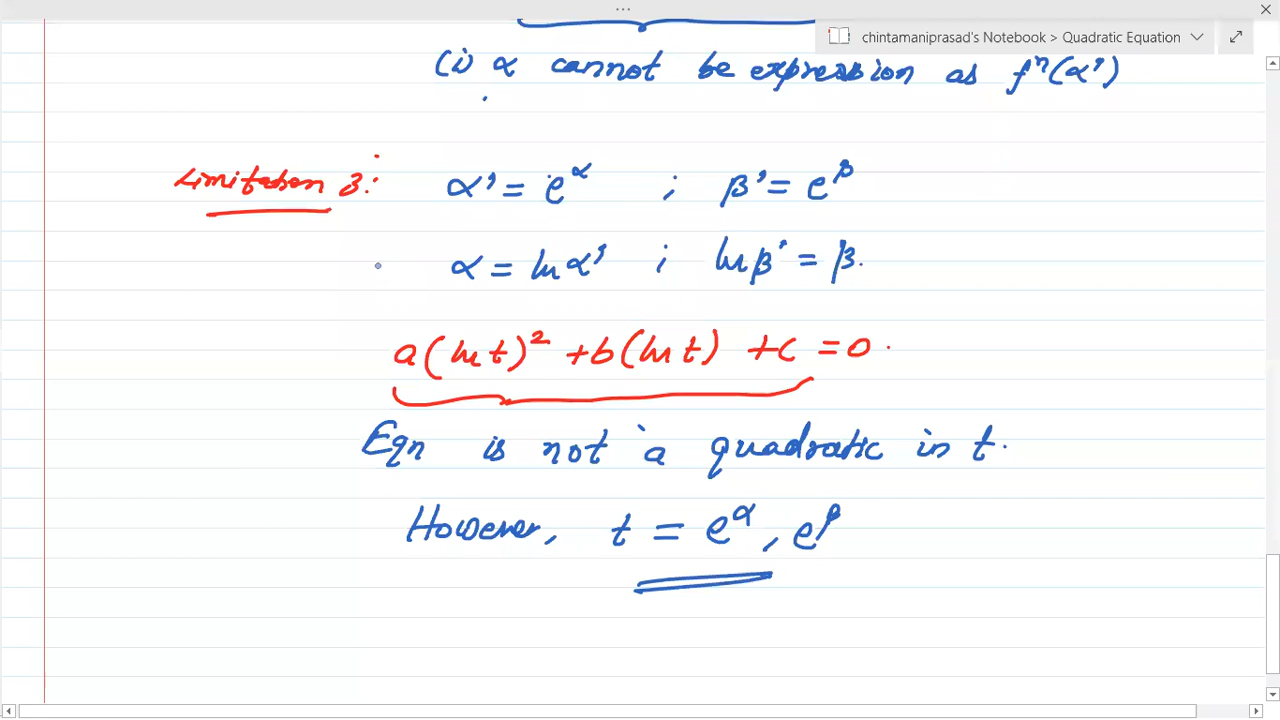 chintamaniprasad's Notebook > Quadratic Equation
(i) α cannot be expression as fⁿ(α')
Limitation 3: α' = e^α ; β' = e^β
α = ln α' ; ln β' = β.
a(ln t)² + b(ln t) + c = 0.
Eqn is not a quadratic in t.
However, t = e^α, e^β